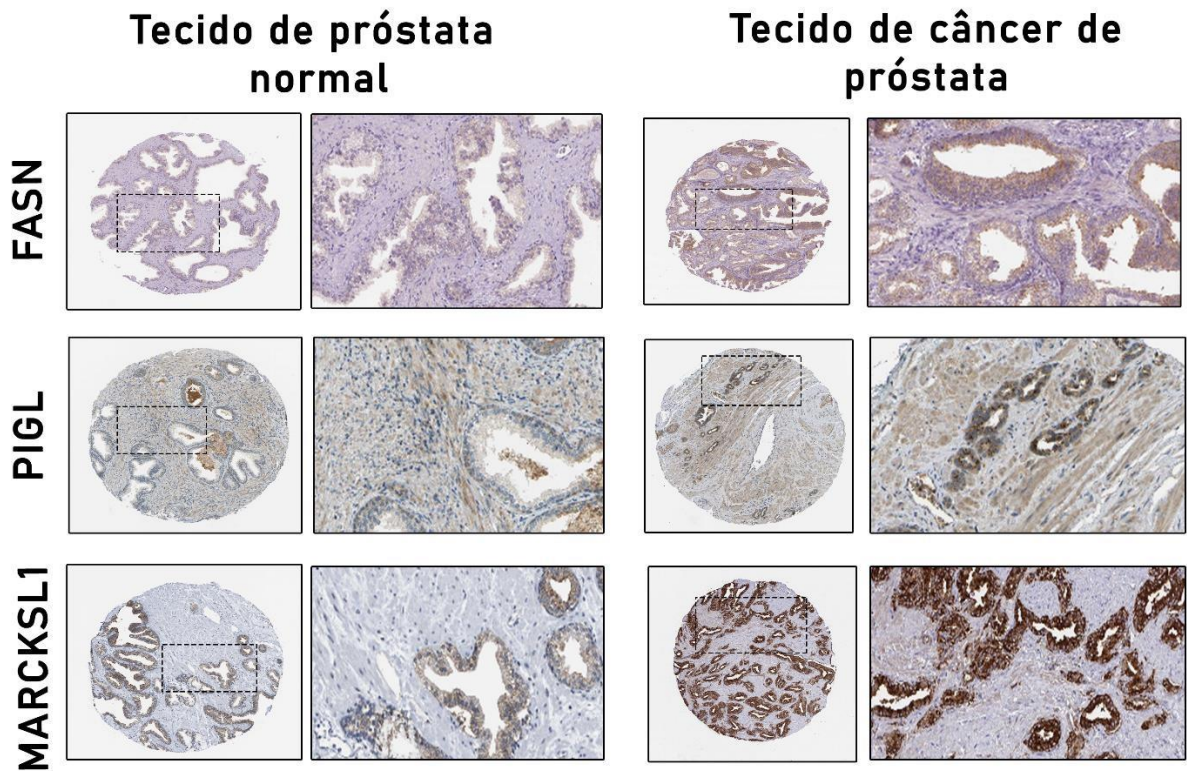 Tecido de próstata
normal
Tecido de câncer de
próstata
FASN
PIGL
MARCKSL1